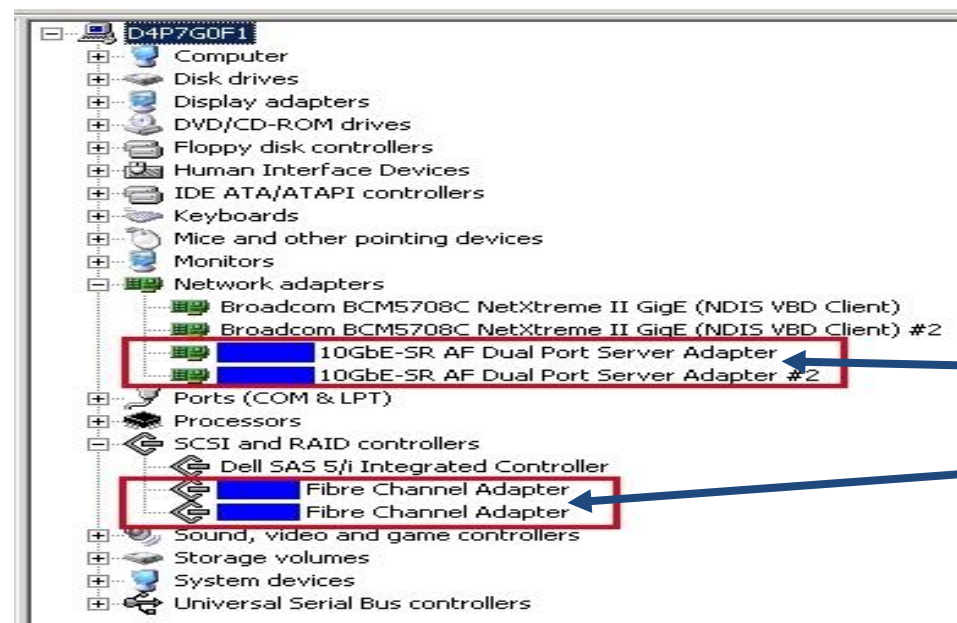 D4P7G0F1
Computer
Disk drives
Display adapters
DVD/CD-ROM drives
Floppy disk controllers
Human Interface Devices
IDE ATA/ATAPI controllers
Keyboards
Mice and other pointing devices
Monitors
Network adapters
Broadcom BCM5708C NetXtreme II GigE (NDIS VBD Client)
Broadcom BCM5708C NetXtreme II GigE (NDIS VBD Client) #2
10GbE-SR AF Dual Port Server Adapter
10GbE-SR AF Dual Port Server Adapter #2
Ports (COM & LPT)
Processors
SCSI and RAID controllers
Dell SAS 5/i Integrated Controller
Fibre Channel Adapter
Fibre Channel Adapter
Sound, video and game controllers
Storage volumes
System devices
Universal Serial Bus controllers